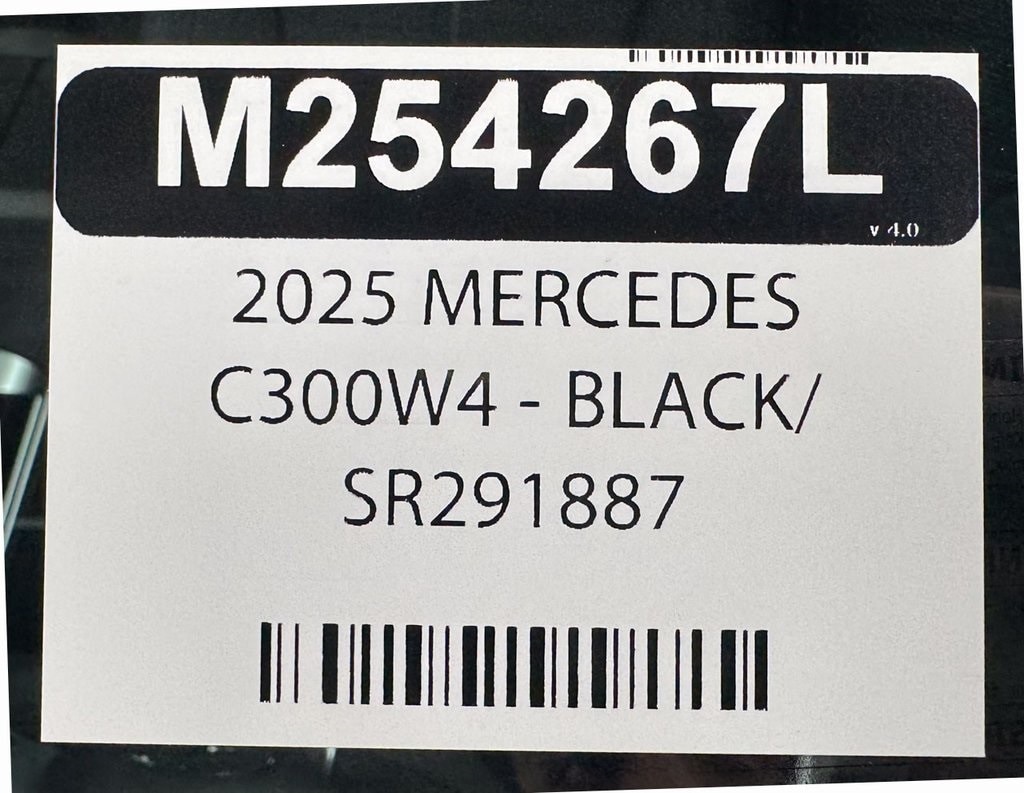 M254267L
v 4.0
2025 MERCEDES
C300W4 - BLACK/
SR291887